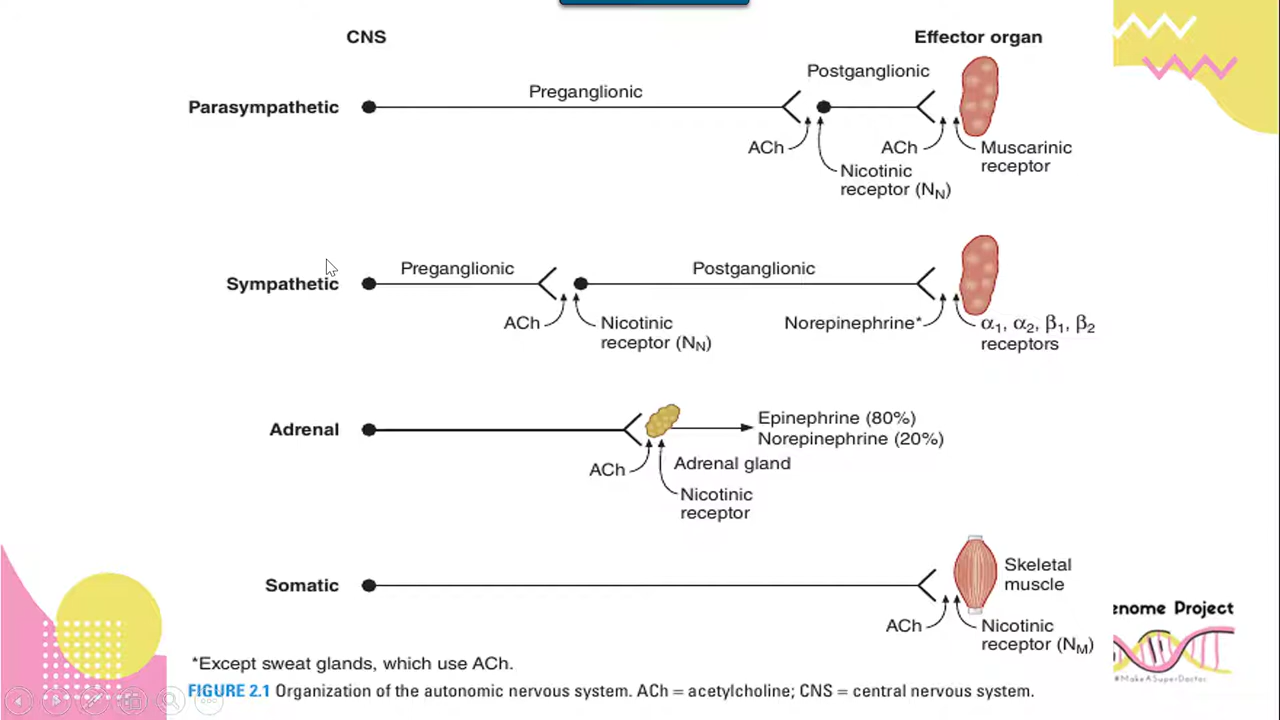 CNS
Effector organ
Postganglionic
Preganglionic
Parasympathetic
ACh
ACh
Muscarinic
receptor
Nicotinic
receptor (NN)
Preganglionic
Postganglionic
Sympathetic
ACh
Nicotinic
receptor (NN)
Norepinephrine*
α1, α2, β1, β2
receptors
Adrenal
Epinephrine (80%)
Norepinephrine (20%)
ACh
Adrenal gland
Nicotinic
receptor
Somatic
Skeletal
muscle
ACh
Nicotinic
receptor (NM)
enome Project
#MakeASuperDoctor
*Except sweat glands, which use ACh.
FIGURE 2.1 Organization of the autonomic nervous system. ACh = acetylcholine; CNS = central nervous system.